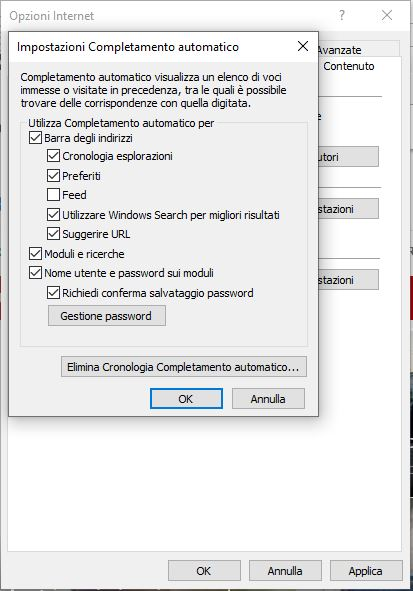 Opzioni Internet
?
Impostazioni Completamento automatico
Avanzate
Contenuto
Completamento automatico visualizza un elenco di voci
immesse o visitate in precedenza, tra le quali è possibile
trovare delle corrispondenze con quella digitata.
Utilizza Completamento automatico per
Barra degli indirizzi
Cronologia esplorazioni
Preferiti
Feed
Utilizzare Windows Search per migliori risultati
Suggerire URL
Moduli e ricerche
Nome utente e password sui moduli
Richiedi conferma salvataggio password
Gestione password
Elimina Cronologia Completamento automatico...
OK
Annulla
e
utori
stazioni
stazioni
OK
Annulla
Applica